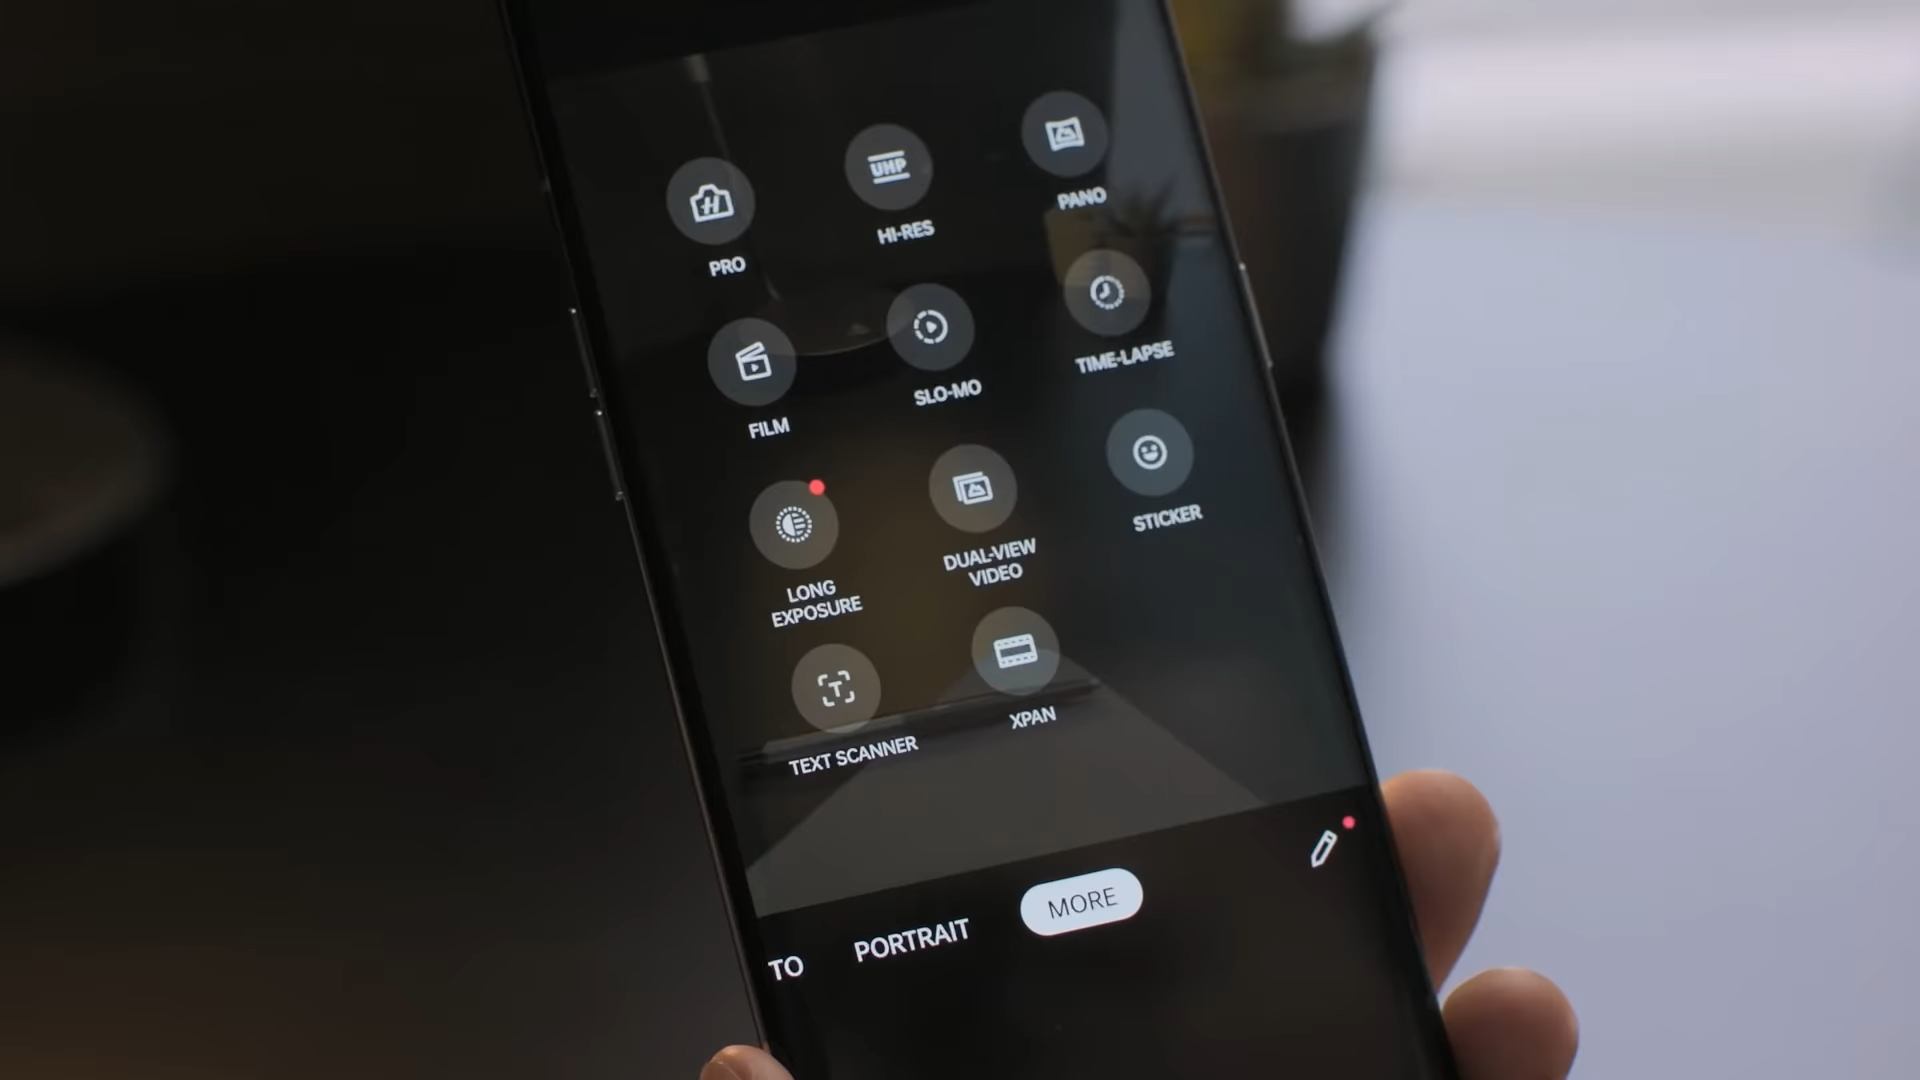 UHP
PRO
HI-RES
PANO
FILM
SLO-MO
TIME-LAPSE
LONG
EXPOSURE
DUAL-VIEW
VIDEO
STICKER
T
TEXT SCANNER
XPAN
TO
PORTRAIT
MORE